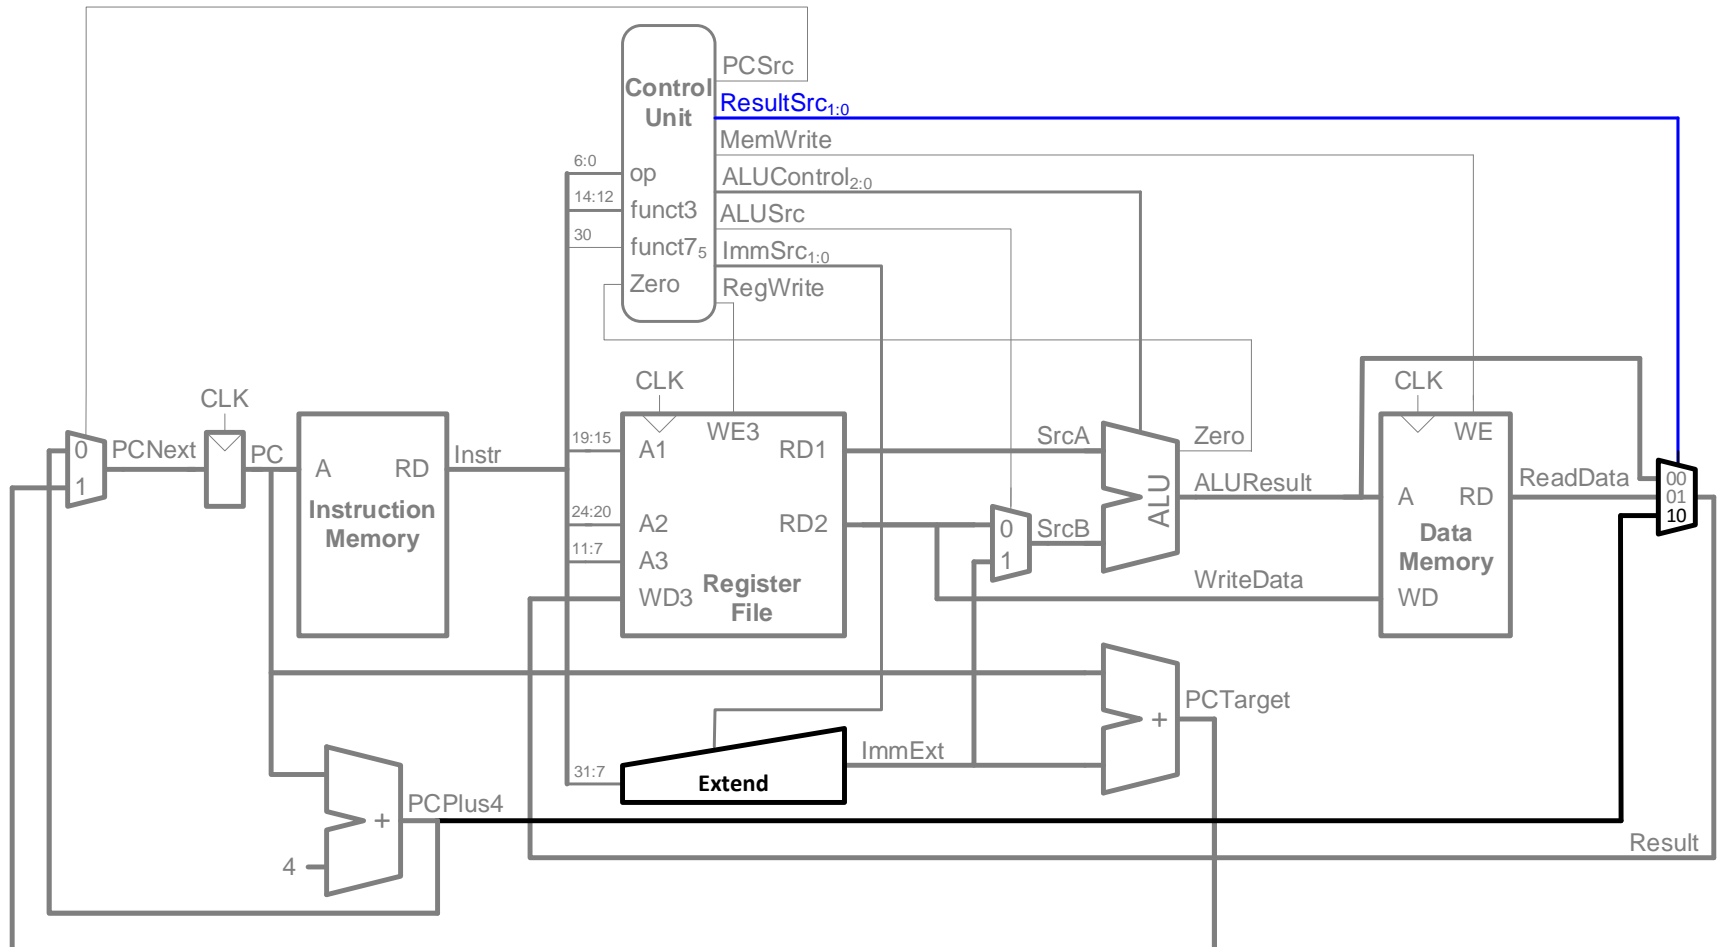 PCSrc
Control
Unit
ResultSrc1:0
MemWrite
6:0
op
ALUControl2:0
14:12
funct3
ALUSrc
30
funct75
ImmSrc1:0
Zero
RegWrite
CLK
CLK
CLK
0
1
PCNext
PC
A
RD
Instr
Instruction
Memory
19:15
A1
WE3
RD1
24:20
A2
RD2
11:7
A3
WD3
Register
File
SrcA
0
1
SrcB
ALU
Zero
ALUResult
WriteData
WE
A
RD
Data
Memory
WD
ReadData
00
01
10
+
PCTarget
31:7
Extend
ImmExt
PCPlus4
+
4
Result